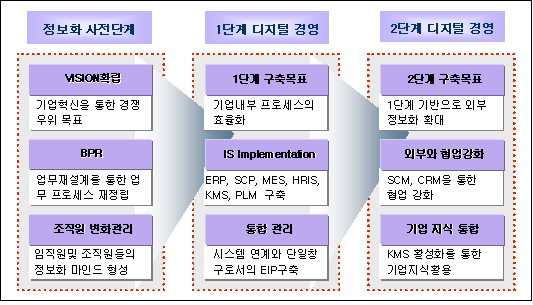 정보화 사전단계
1단계 디지털 경영
2단계 디지털 경영
VISION확립
기업혁신을 통한 경쟁
우위 목표
BPR
업무재설계를 통한 업
무 프로세스 재정립
조직원 변화관리
임직원및 조직원등의
정보화 마인드 형성
1단계 구축목표
기업내부 프로세스의
효율화
IS Implementation
ERP, SCP, MES, HRIS,
KMS, PLM 구축
통합 관리
시스템 연계와 단일창
구로서의 EIP구축
2단계 구축목표
1단계 기반으로 외부
정보화 확대
외부와 협업강화
SCM, CRM을 통한
협업 강화
기업 지식 통합
KMS 활성화를 통한
기업지식활용